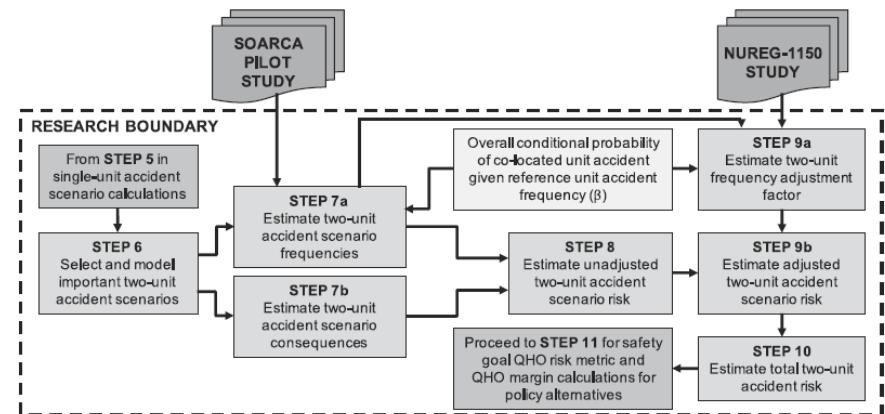 SOARCA
PILOT
STUDY
NUREG-1150
STUDY
RESEARCH BOUNDARY
From STEP 5 in
single-unit accident
scenario calculations
STEP 6
Select and model
important two-unit
accident scenarios
STEP 7a
Estimate two-unit
accident scenario
frequencies
STEP 7b
Estimate two-unit
accident scenario
consequences
Overall conditional probability
of co-located unit accident
given reference unit accident
frequency (β)
STEP 8
Estimate unadjusted
two-unit accident
scenario risk
STEP 9a
Estimate two-unit
frequency adjustment
factor
STEP 9b
Estimate adjusted
two-unit accident
scenario risk
STEP 10
Estimate total two-unit
accident risk
Proceed to STEP 11 for safety
goal QHO risk metric and
QHO margin calculations for
policy alternatives